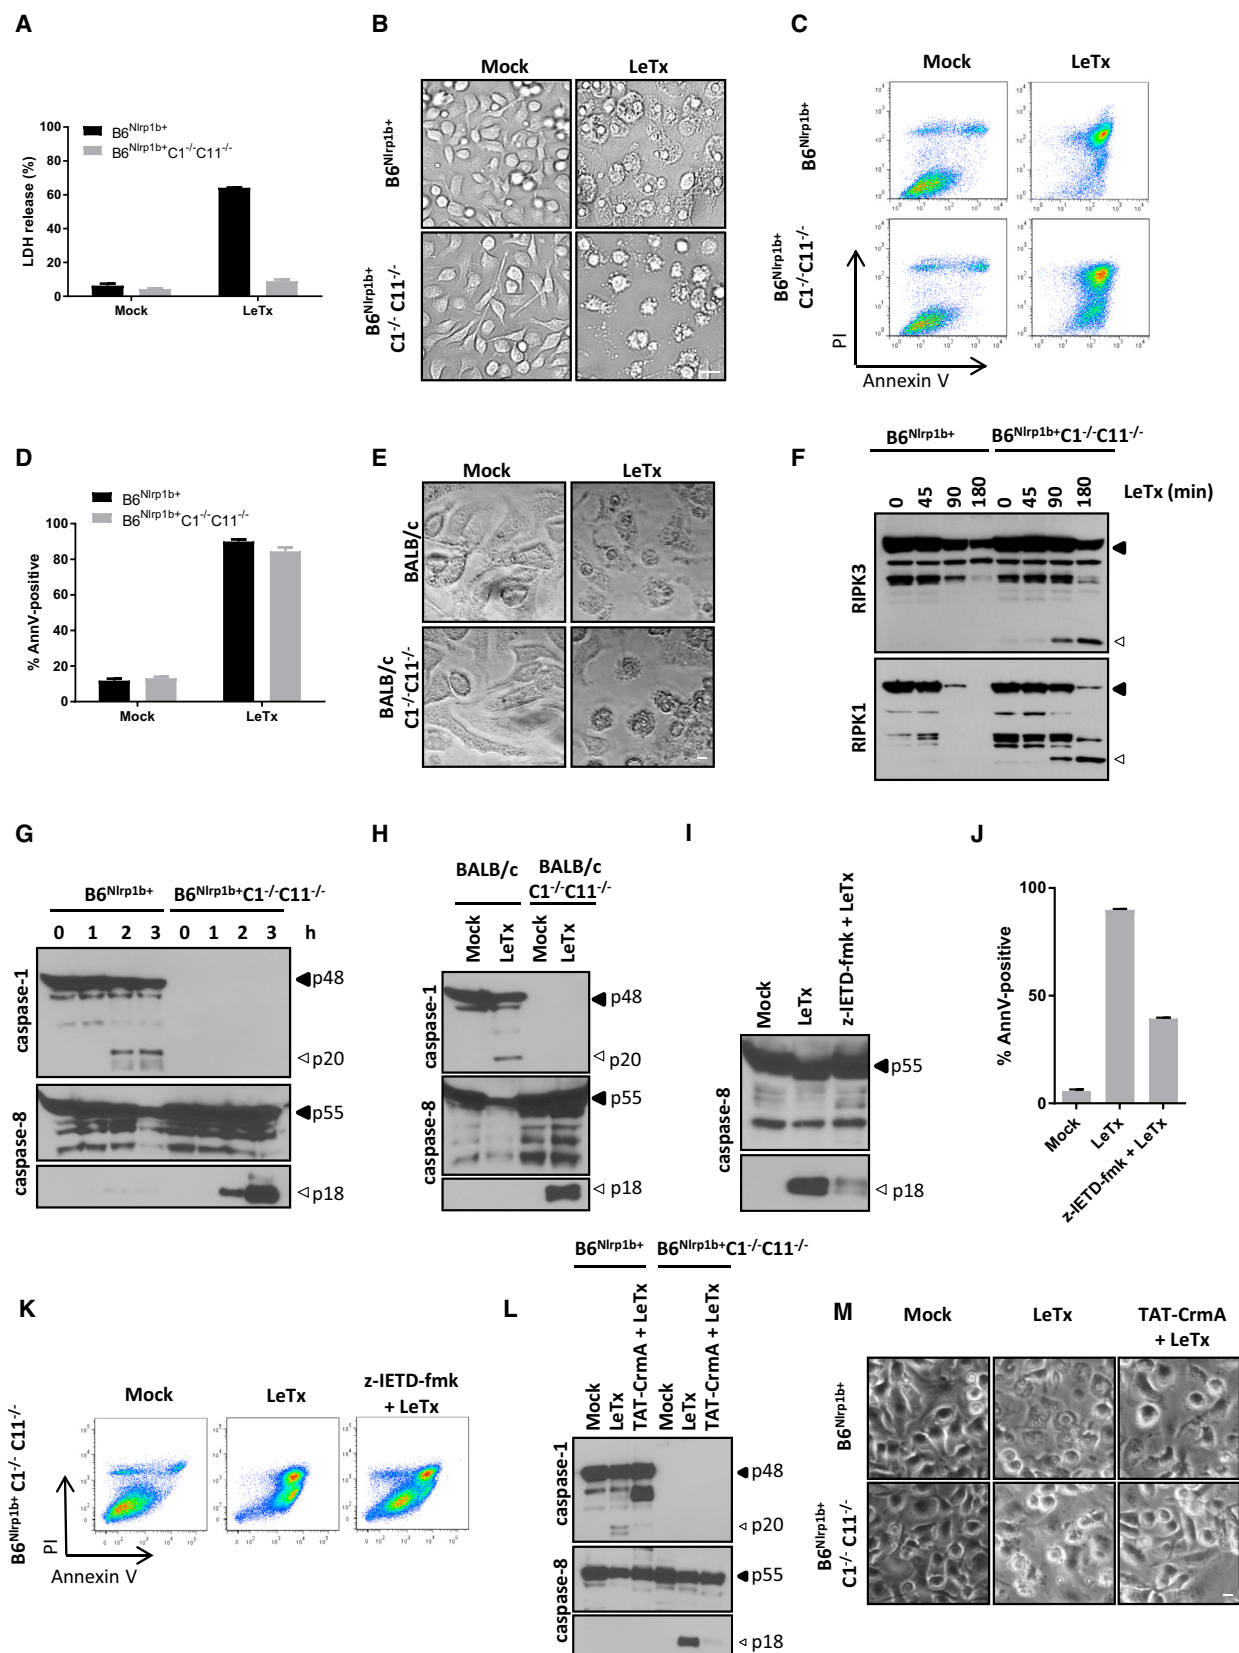 A
B6Nlrp1b+
B6Nlrp1b+C1-/-C11-/-
LDH release (%)
100
80
60
40
20
0
Mock
LeTx
B
Mock
LeTx
B6Nlrp1b+
B6Nlrp1b+
C1-/- C11-/-
C
Mock
LeTx
B6Nlrp1b+
B6Nlrp1b+
C1-/-C11-/-
PI
Annexin V
D
B6Nlrp1b+
B6Nlrp1b+C1-/-C11-/-
% AnnV-positive
100
80
60
40
20
0
Mock
LeTx
E
Mock
LeTx
BALB/c
BALB/c
C1-/-C11-/-
F
B6Nlrp1b+
B6Nlrp1b+C1-/-C11-/-
0 45 90 180 0 45 90 180
LeTx (min)
RIPK3
RIPK1
G
B6Nlrp1b+
B6Nlrp1b+C1-/-C11-/-
0 1 2 3 0 1 2 3 h
caspase-1
p48
p20
caspase-8
p55
p18
H
BALB/c
BALB/c
C1-/-C11-/-
Mock
LeTx
Mock
LeTx
caspase-1
p48
p20
caspase-8
p55
p18
I
Mock
LeTx
z-IETD-fmk + LeTx
caspase-8
p55
p18
J
% AnnV-positive
100
50
0
Mock
LeTx
z-IETD-fmk + LeTx
K
Mock
LeTx
z-IETD-fmk
+ LeTx
B6Nlrp1b+ C1-/- C11-/-
PI
Annexin V
L
B6Nlrp1b+
B6Nlrp1b+C1-/-C11-/-
Mock
LeTx
TAT-CrmA + LeTx
Mock
LeTx
TAT-CrmA + LeTx
caspase-1
p48
p20
caspase-8
p55
p18
M
Mock
LeTx
TAT-CrmA
+ LeTx
B6Nlrp1b+
B6Nlrp1b+
C1-/- C11-/-